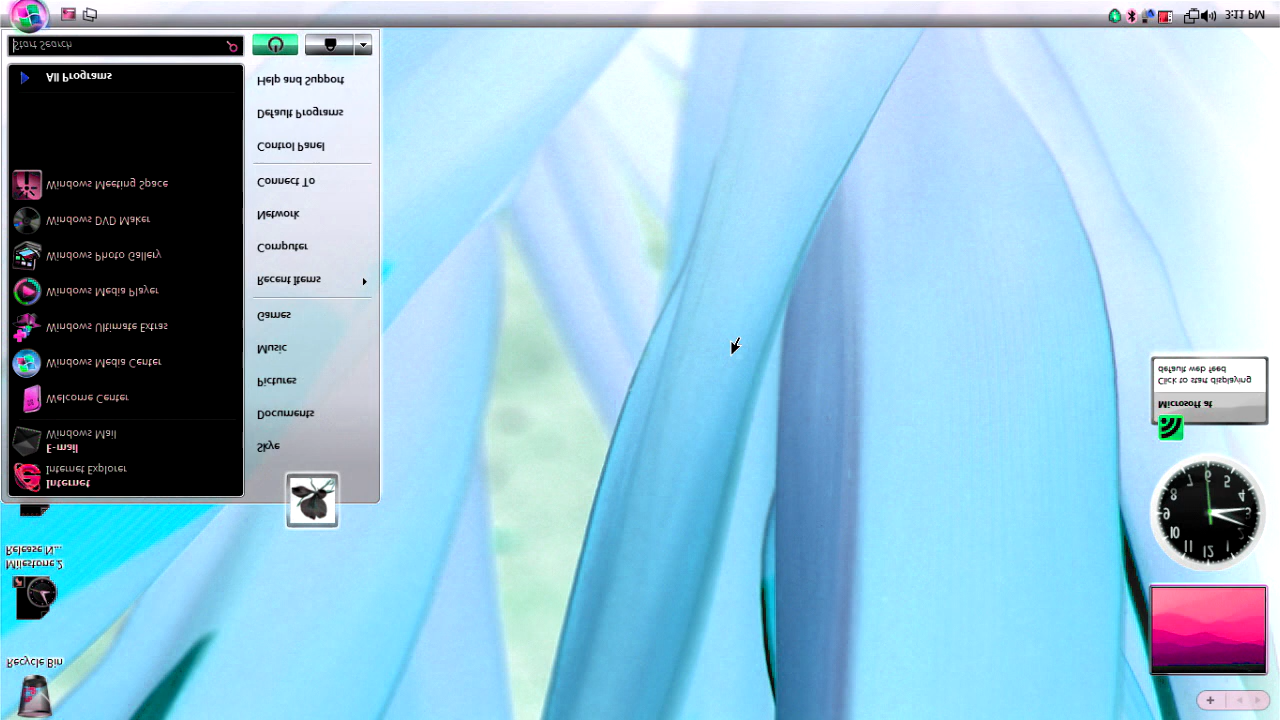 Recycle Bin
Milestone 2
Release N...
Internet
Internet Explorer
E-mail
Windows Mail
Welcome Center
Windows Media Center
Windows Ultimate Extras
Windows Media Player
Windows Photo Gallery
Windows DVD Maker
Windows Meeting Space
All Programs
Start Search
Skye
Documents
Pictures
Music
Games
Recent Items
Computer
Network
Connect To
Control Panel
Default Programs
Help and Support
Microsoft at
Click to start displaying
default web feed
3:11 PM